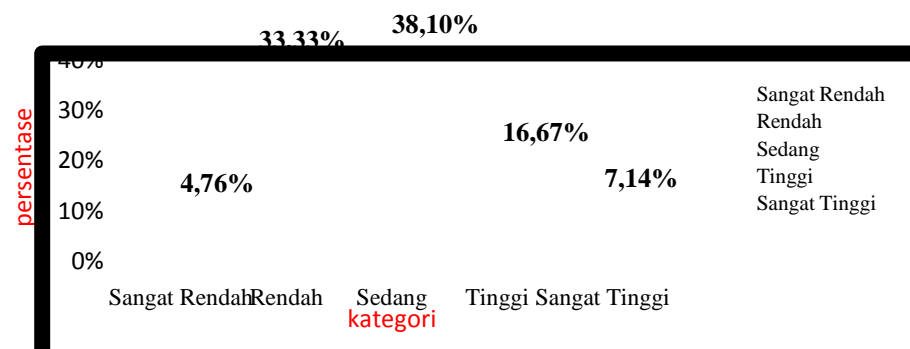 38,10%
33,33%
40%
30%
20%
10%
0%
persentase
16,67%
4,76%
7,14%
Sangat Rendah
Rendah
Sedang
Tinggi
Sangat Tinggi
Sangat Rendah Rendah Sedang Tinggi Sangat Tinggi
kategori